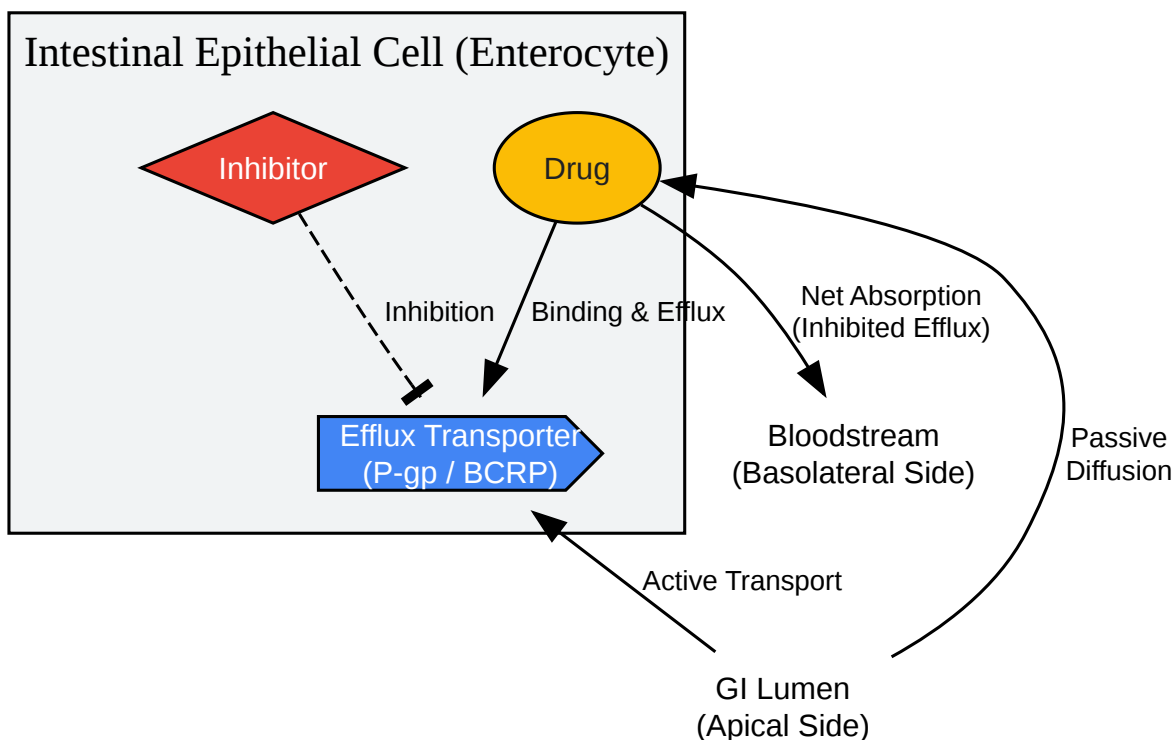 Intestinal Epithelial Cell (Enterocyte)
Inhibitor
Drug
Inhibition
Binding & Efflux
Net Absorption
(Inhibited Efflux)
Efflux Transporter
(P-gp / BCRP)
Bloodstream
(Basolateral Side)
Passive
Diffusion
Active Transport
GI Lumen
(Apical Side)